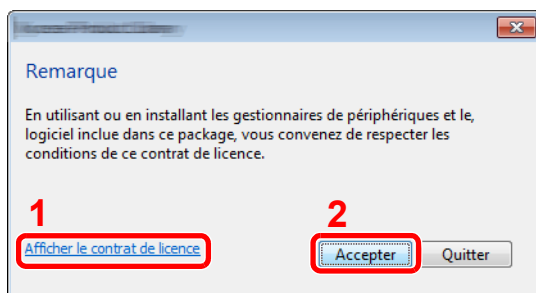 Remarque
En utilisant ou en installant les gestionnaires de périphériques et le,
logiciel inclue dans ce package, vous convenez de respecter les
conditions de ce contrat de licence.
1
2
Afficher le contrat de licence
Accepter
Quitter